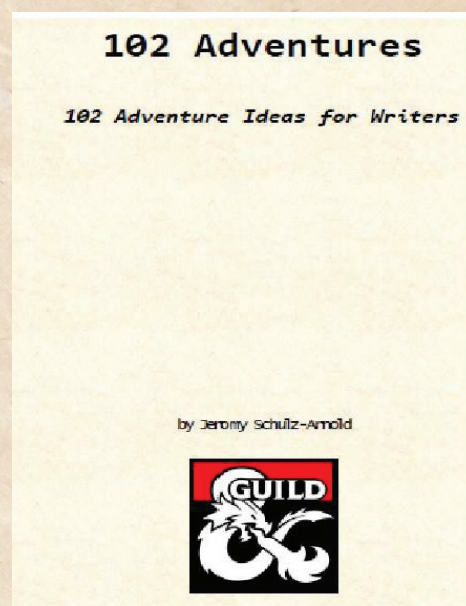 102 Adventures
102 Adventure Ideas for Writers
by Jeromy Schulz-Arnold
GUILD